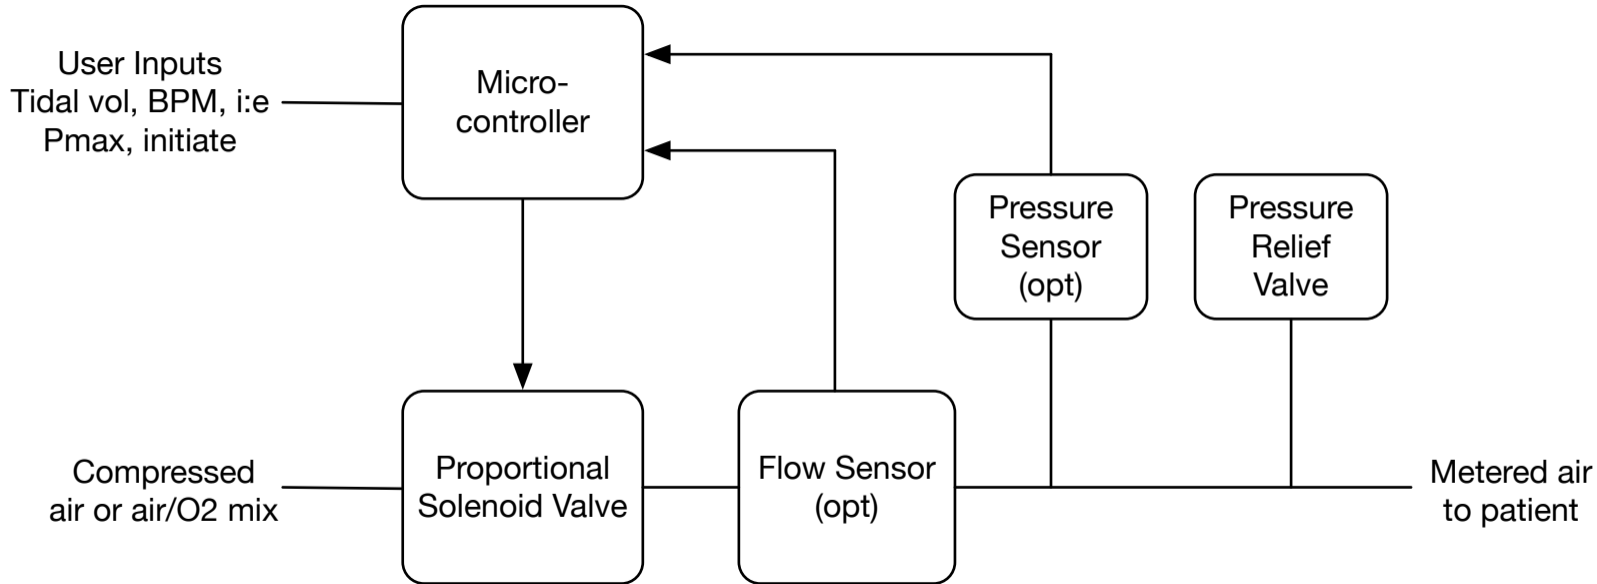 User Inputs
Tidal vol, BPM, i:e
Pmax, initiate
Micro-
controller
Pressure
Sensor
(opt)
Pressure
Relief
Valve
Compressed
air or air/O2 mix
Proportional
Solenoid Valve
Flow Sensor
(opt)
Metered air
to patient